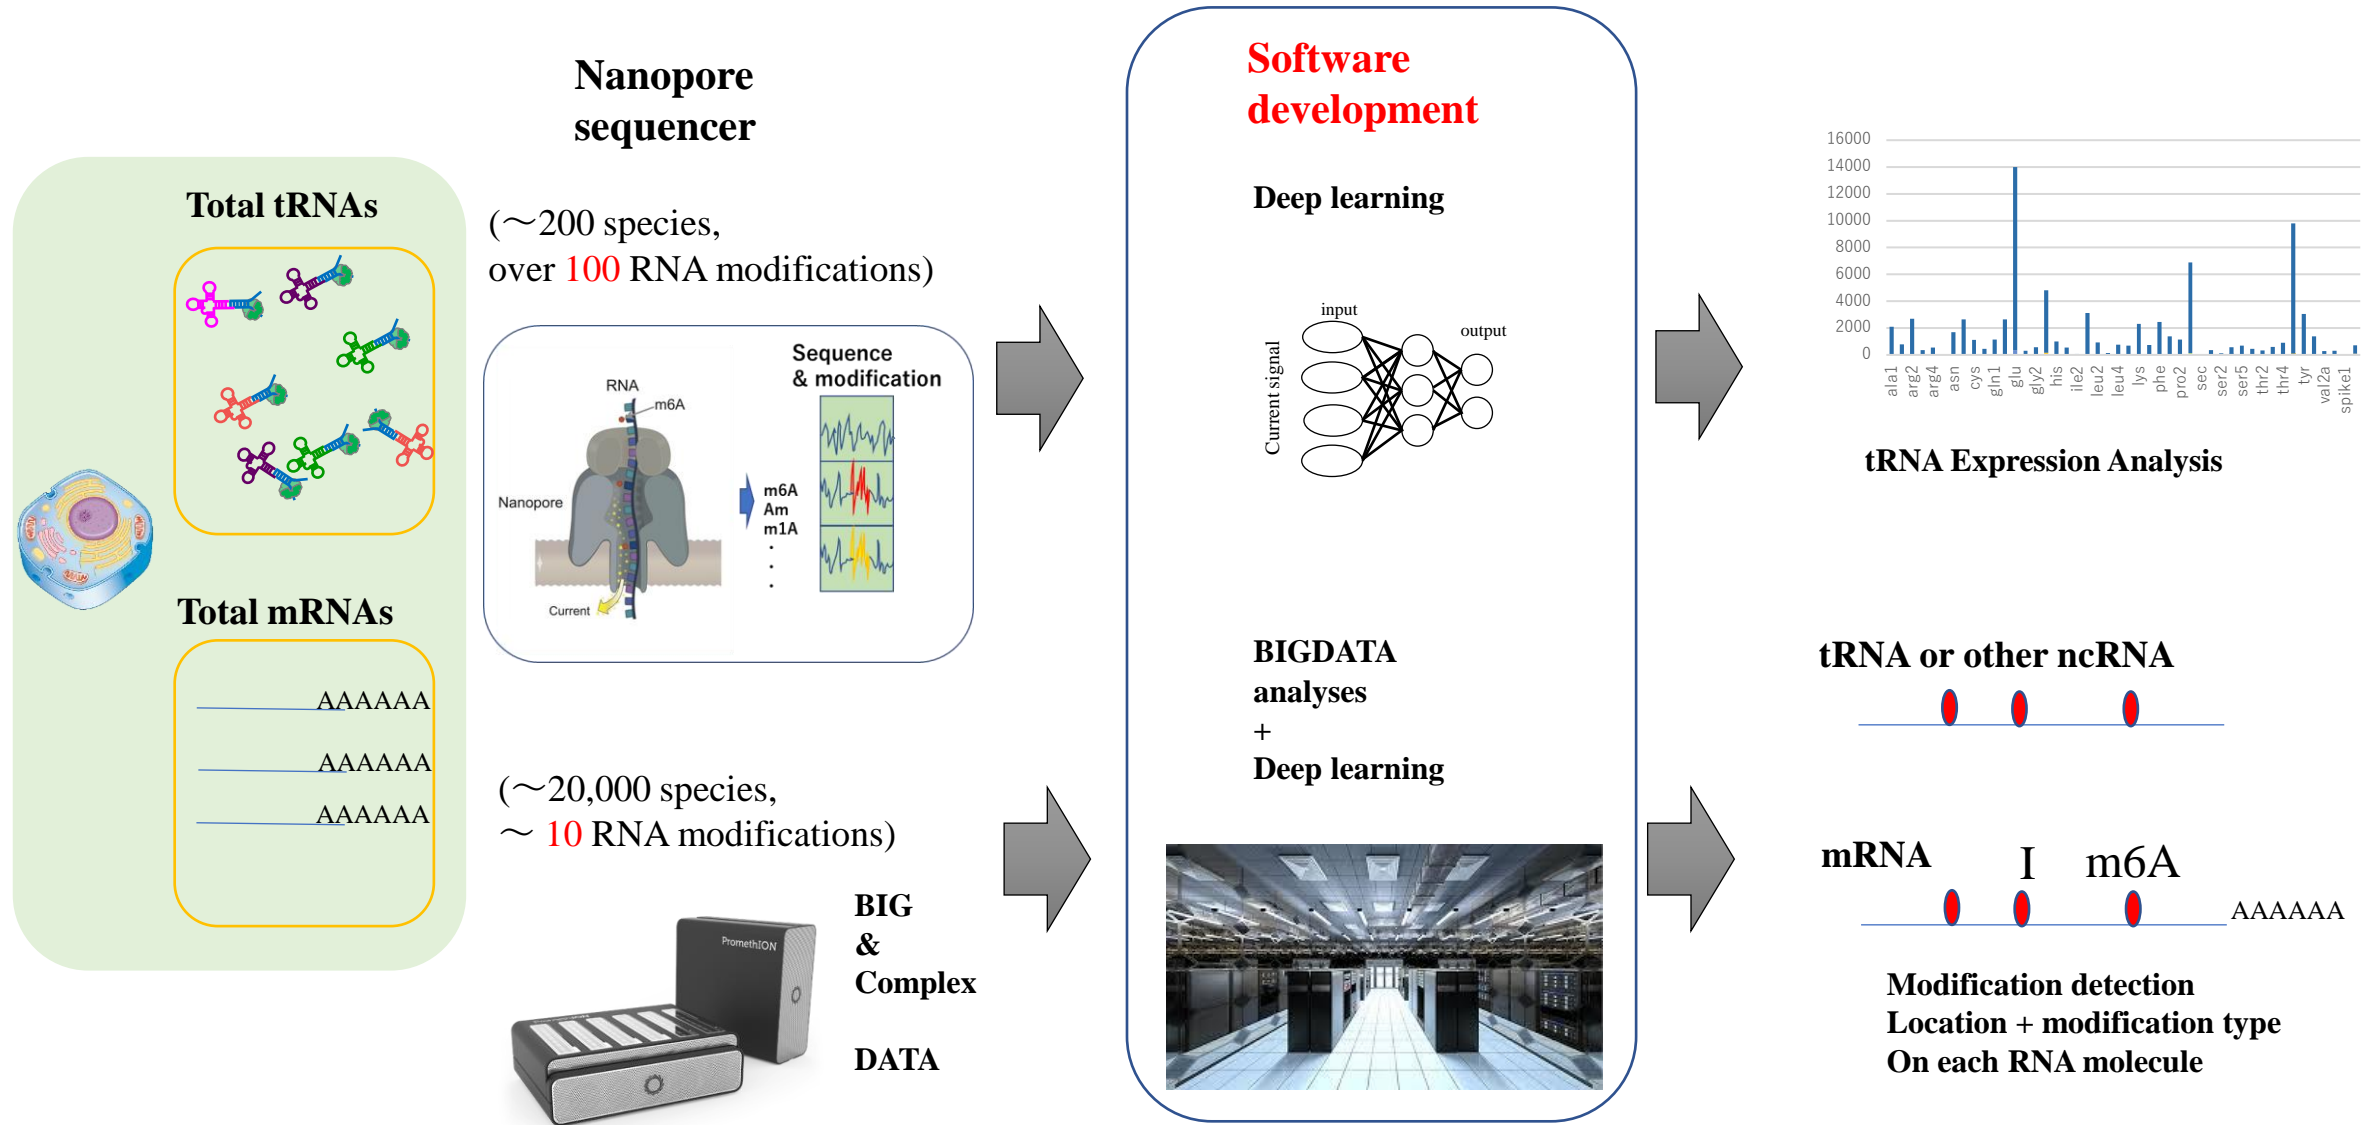 Nanopore
sequencer
Software
development
Total tRNAs
(～200 species,
over 100 RNA modifications)
RNA
m6A
Nanopore
Current
m6A
Am
m1A
Sequence
& modification
Deep learning
input
output
Current signal
16000
14000
12000
10000
8000
6000
4000
2000
0
ala1
arg2
arg4
asn
cys
gln1
glu
gly2
his
ile2
leu2
leu4
lys
phe
pro2
sec
ser2
ser5
thr2
thr4
tyr
val2a
spike1
tRNA Expression Analysis
Total mRNAs
AAAAAA
AAAAAA
AAAAAA
(～20,000 species,
～ 10 RNA modifications)
PromethION
BIG
&
Complex
DATA
BIGDATA
analyses
+
Deep learning
tRNA or other ncRNA
mRNA
I
m6A
AAAAAA
Modification detection
Location + modification type
On each RNA molecule